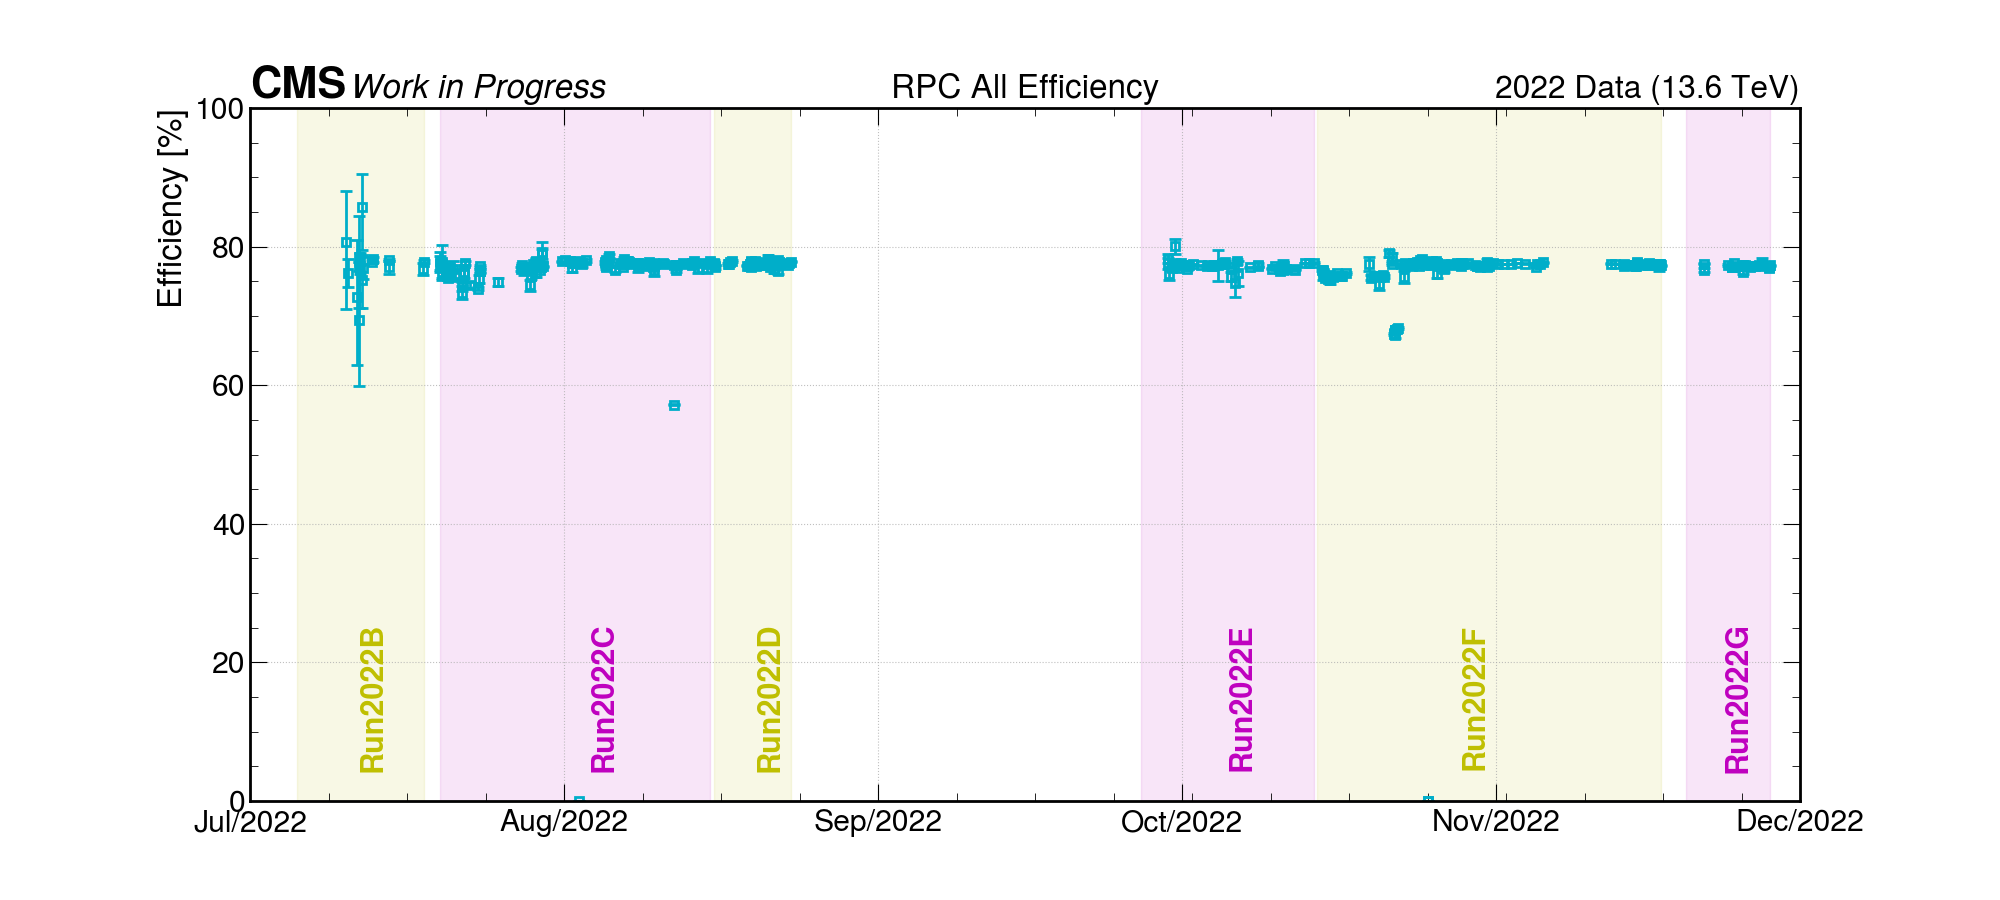 CMS Work in Progress RPC All Efficiency 2022 Data (13.6 TeV)
Efficiency [%]
100
80
60
40
20
0
Run2022B
Run2022C
Run2022D
Run2022E
Run2022F
Run2022G
Jul/2022 Aug/2022 Sep/2022 Oct/2022 Nov/2022 Dec/2022